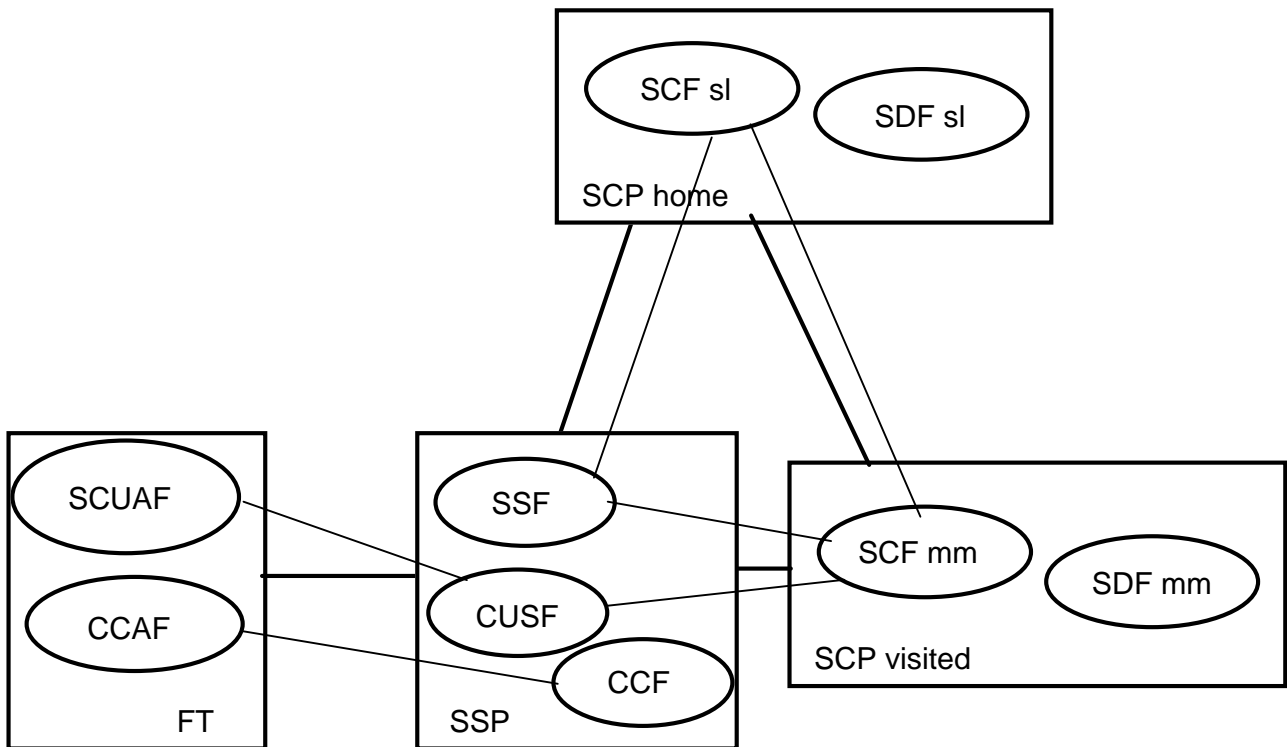 SCF sl
SDF sl
SCP home
SCUAF
SSF
SCF mm
SDF mm
CUSF
CCAF
SCP visited
CCF
FT
SSP